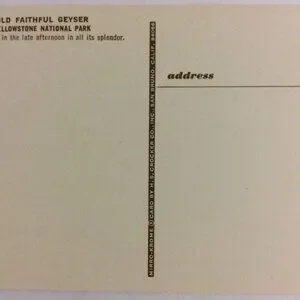 OLD FAITHFUL GEYSER
YELLOWSTONE NATIONAL PARK
in the late afternoon in all its splendor.
MIRRO-KROME ® CARD BY H. S. CROCKER CO., INC., SAN BRUNO, CALIF. 94066
address